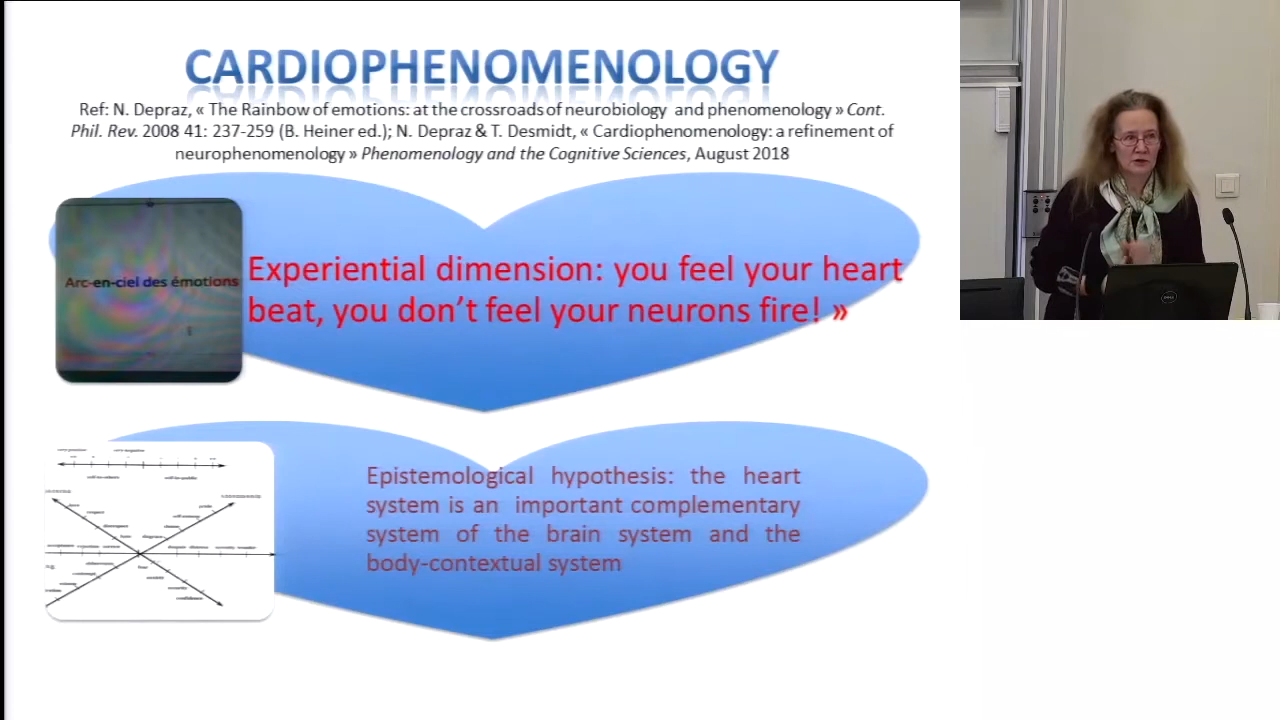 CARDIOPHENOMENOLOGY
Ref: N. Depraz, « The Rainbow of emotions: at the crossroads of neurobiology and phenomenology » Cont.
Phil. Rev. 2008 41: 237-259 (B. Heiner ed.); N. Depraz & T. Desmidt, « Cardiophenomenology: a refinement of
neurophenomenology » Phenomenology and the Cognitive Sciences, August 2018
Arc-en-ciel des émotions
Experiential dimension: you feel your heart
beat, you don't feel your neurons fire! »
Epistemological hypothesis: the heart
system is an important complementary
system of the brain system and the
body-contextual system